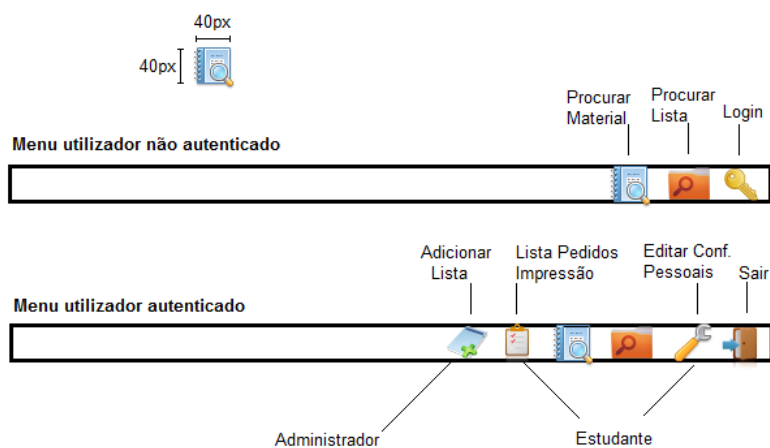 40px
40px
Procurar
Material
Procurar
Lista
Login
Menu utilizador não autenticado
Adicionar
Lista
Lista Pedidos
Impressão
Editar Conf.
Pessoais
Sair
Menu utilizador autenticado
Administrador
Estudante